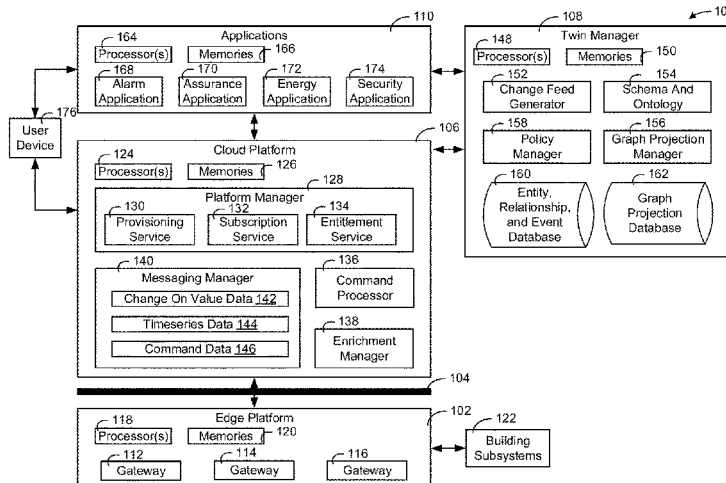 10
110
Applications
164
Processor(s)
Memories
166
168
Alarm
Application
170
Assurance
Application
172
Energy
Application
174
Security
Application
User
Device
176
106
Cloud Platform
124
Processor(s)
Memories
126
128
Platform Manager
130
Provisioning
Service
132
Subscription
Service
134
Entitlement
Service
140
Messaging Manager
Change On Value Data 142
Timeseries Data 144
Command Data 146
136
Command
Processor
138
Enrichment
Manager
104
102
Edge Platform
118
Processor(s)
Memories
120
112
Gateway
114
Gateway
116
Gateway
122
Building
Subsystems
108
Twin Manager
148
Processor(s)
Memories
150
152
Change Feed
Generator
154
Schema And
Ontology
158
Policy
Manager
156
Graph Projection
Manager
160
Entity,
Relationship,
and Event
Database
162
Graph
Projection
Database